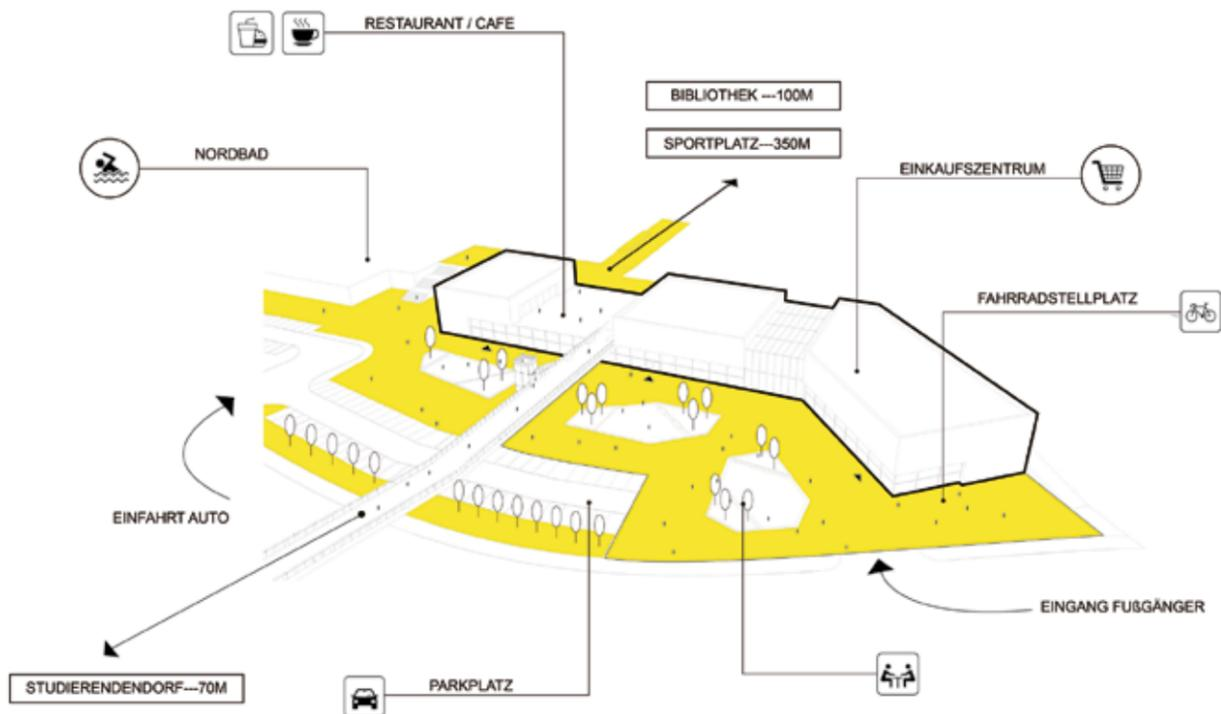 RESTAURANT / CAFE
BIBLIOTHEK ---100M
SPORTPLATZ---350M
NORDBAD
EINKAUFSZENTRUM
FAHRRADSTELLPLATZ
EINFAHRT AUTO
EINGANG FUßGÄNGER
STUDIERENDENDORF---70M
PARKPLATZ